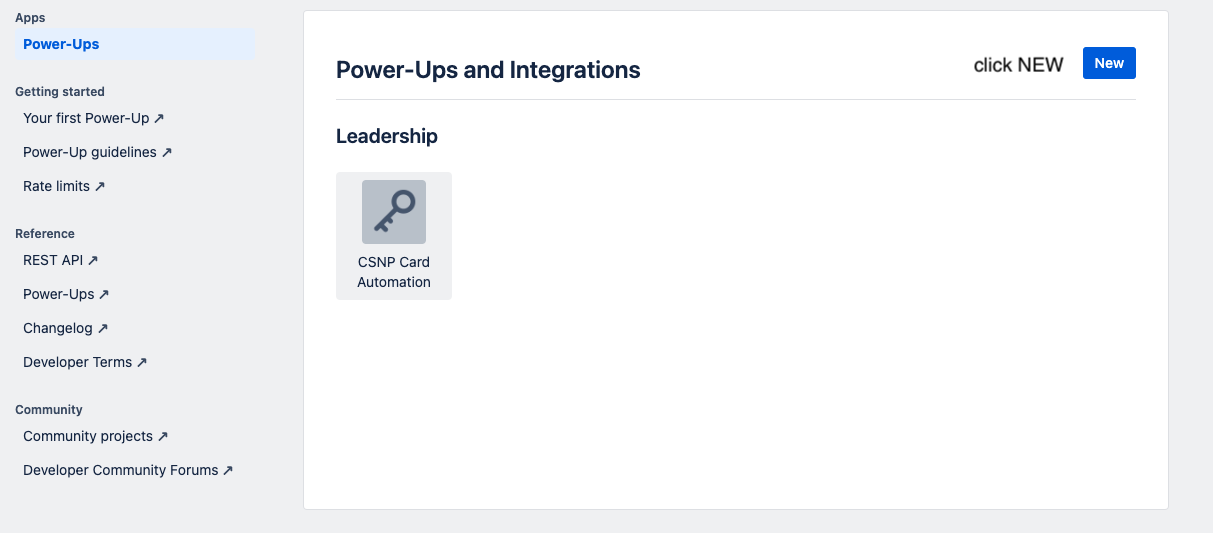 Apps
Power-Ups
Getting started
Your first Power-Up ↗
Power-Up guidelines ↗
Rate limits ↗
Reference
REST API ↗
Power-Ups ↗
Changelog ↗
Developer Terms ↗
Community
Community projects ↗
Developer Community Forums ↗
Power-Ups and Integrations
click NEW
New
Leadership
CSNP Card
Automation